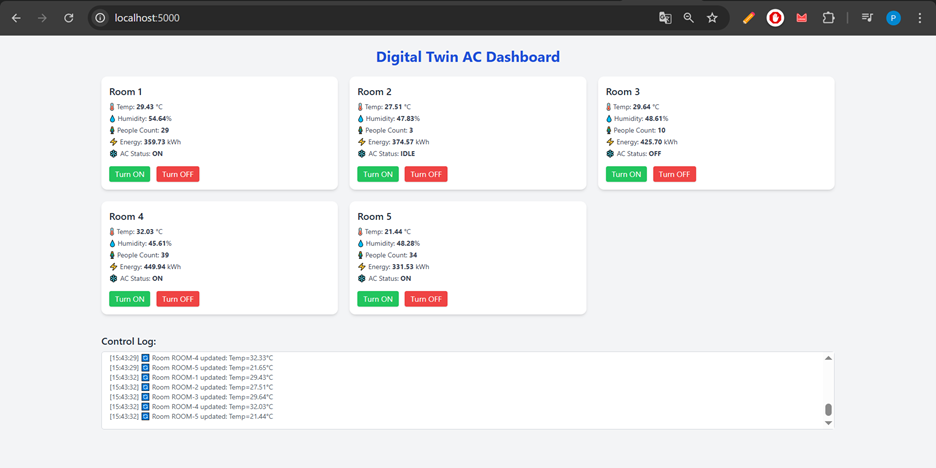 localhost:5000
P
Digital Twin AC Dashboard
Room 1
Temp: 29.43 °C
Humidity: 54.64%
People Count: 29
Energy: 359.73 kWh
AC Status: ON
Turn ON Turn OFF
Room 2
Temp: 27.51 °C
Humidity: 47.83%
People Count: 3
Energy: 374.57 kWh
AC Status: IDLE
Turn ON Turn OFF
Room 3
Temp: 29.64 °C
Humidity: 48.61%
People Count: 10
Energy: 425.70 kWh
AC Status: OFF
Turn ON Turn OFF
Room 4
Temp: 32.03 °C
Humidity: 45.61%
People Count: 39
Energy: 449.94 kWh
AC Status: ON
Turn ON Turn OFF
Room 5
Temp: 21.44 °C
Humidity: 48.28%
People Count: 34
Energy: 331.53 kWh
AC Status: ON
Turn ON Turn OFF
Control Log:
[15:43:29] Room ROOM-4 updated: Temp=32.33°C
[15:43:29] Room ROOM-5 updated: Temp=21.65°C
[15:43:32] Room ROOM-1 updated: Temp=29.43°C
[15:43:32] Room ROOM-2 updated: Temp=27.51°C
[15:43:32] Room ROOM-3 updated: Temp=29.64°C
[15:43:32] Room ROOM-4 updated: Temp=32.03°C
[15:43:32] Room ROOM-5 updated: Temp=21.44°C